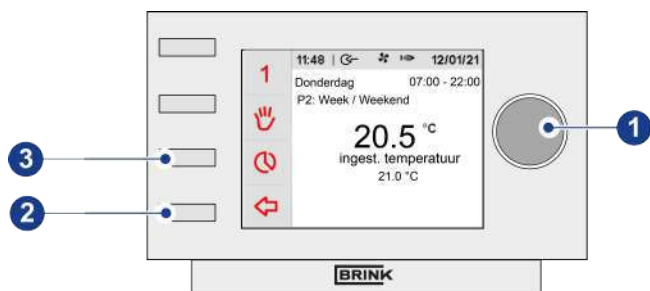 11:48 | 12/01/21
1
Donderdag 07:00 - 22:00
P2: Week / Weekend
20.5 °C
ingest. temperatuur
21.0 °C
1
3
2
BRINK